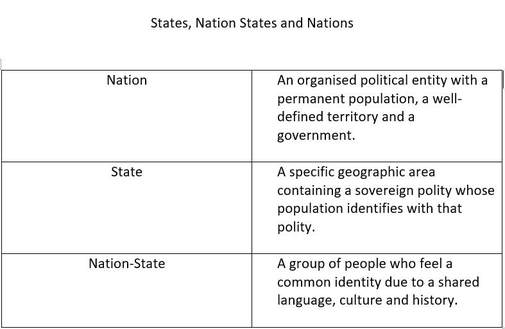 States, Nation States and Nations
Nation
An organised political entity with a
permanent population, a well-
defined territory and a
government.
State
A specific geographic area
containing a sovereign polity whose
population identifies with that
polity.
Nation-State
A group of people who feel a
common identity due to a shared
language, culture and history.